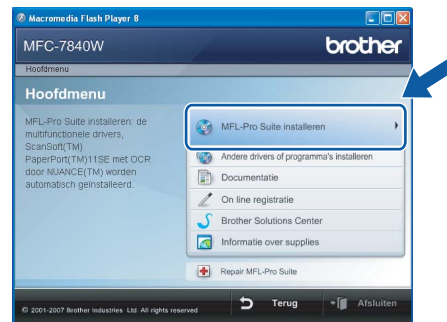 Macromedia Flash Player 8
MFC-7840W
brother
Hoofdmenu
Hoofdmenu
MFL-Pro Suite installeren: de
multifunctionele drivers,
ScanSoft(TM)
PaperPort(TM)11SE met OCR
door NUANCE(TM) worden
automatisch geïnstalleerd.
MFL-Pro Suite installeren
Andere drivers of programma's installeren
Documentatie
On line registratie
Brother Solutions Center
Informatie over supplies
Repair MFL-Pro Suite
© 2001-2007 Brother Industries Ltd. All rights reserved
Terug
Afsluiten